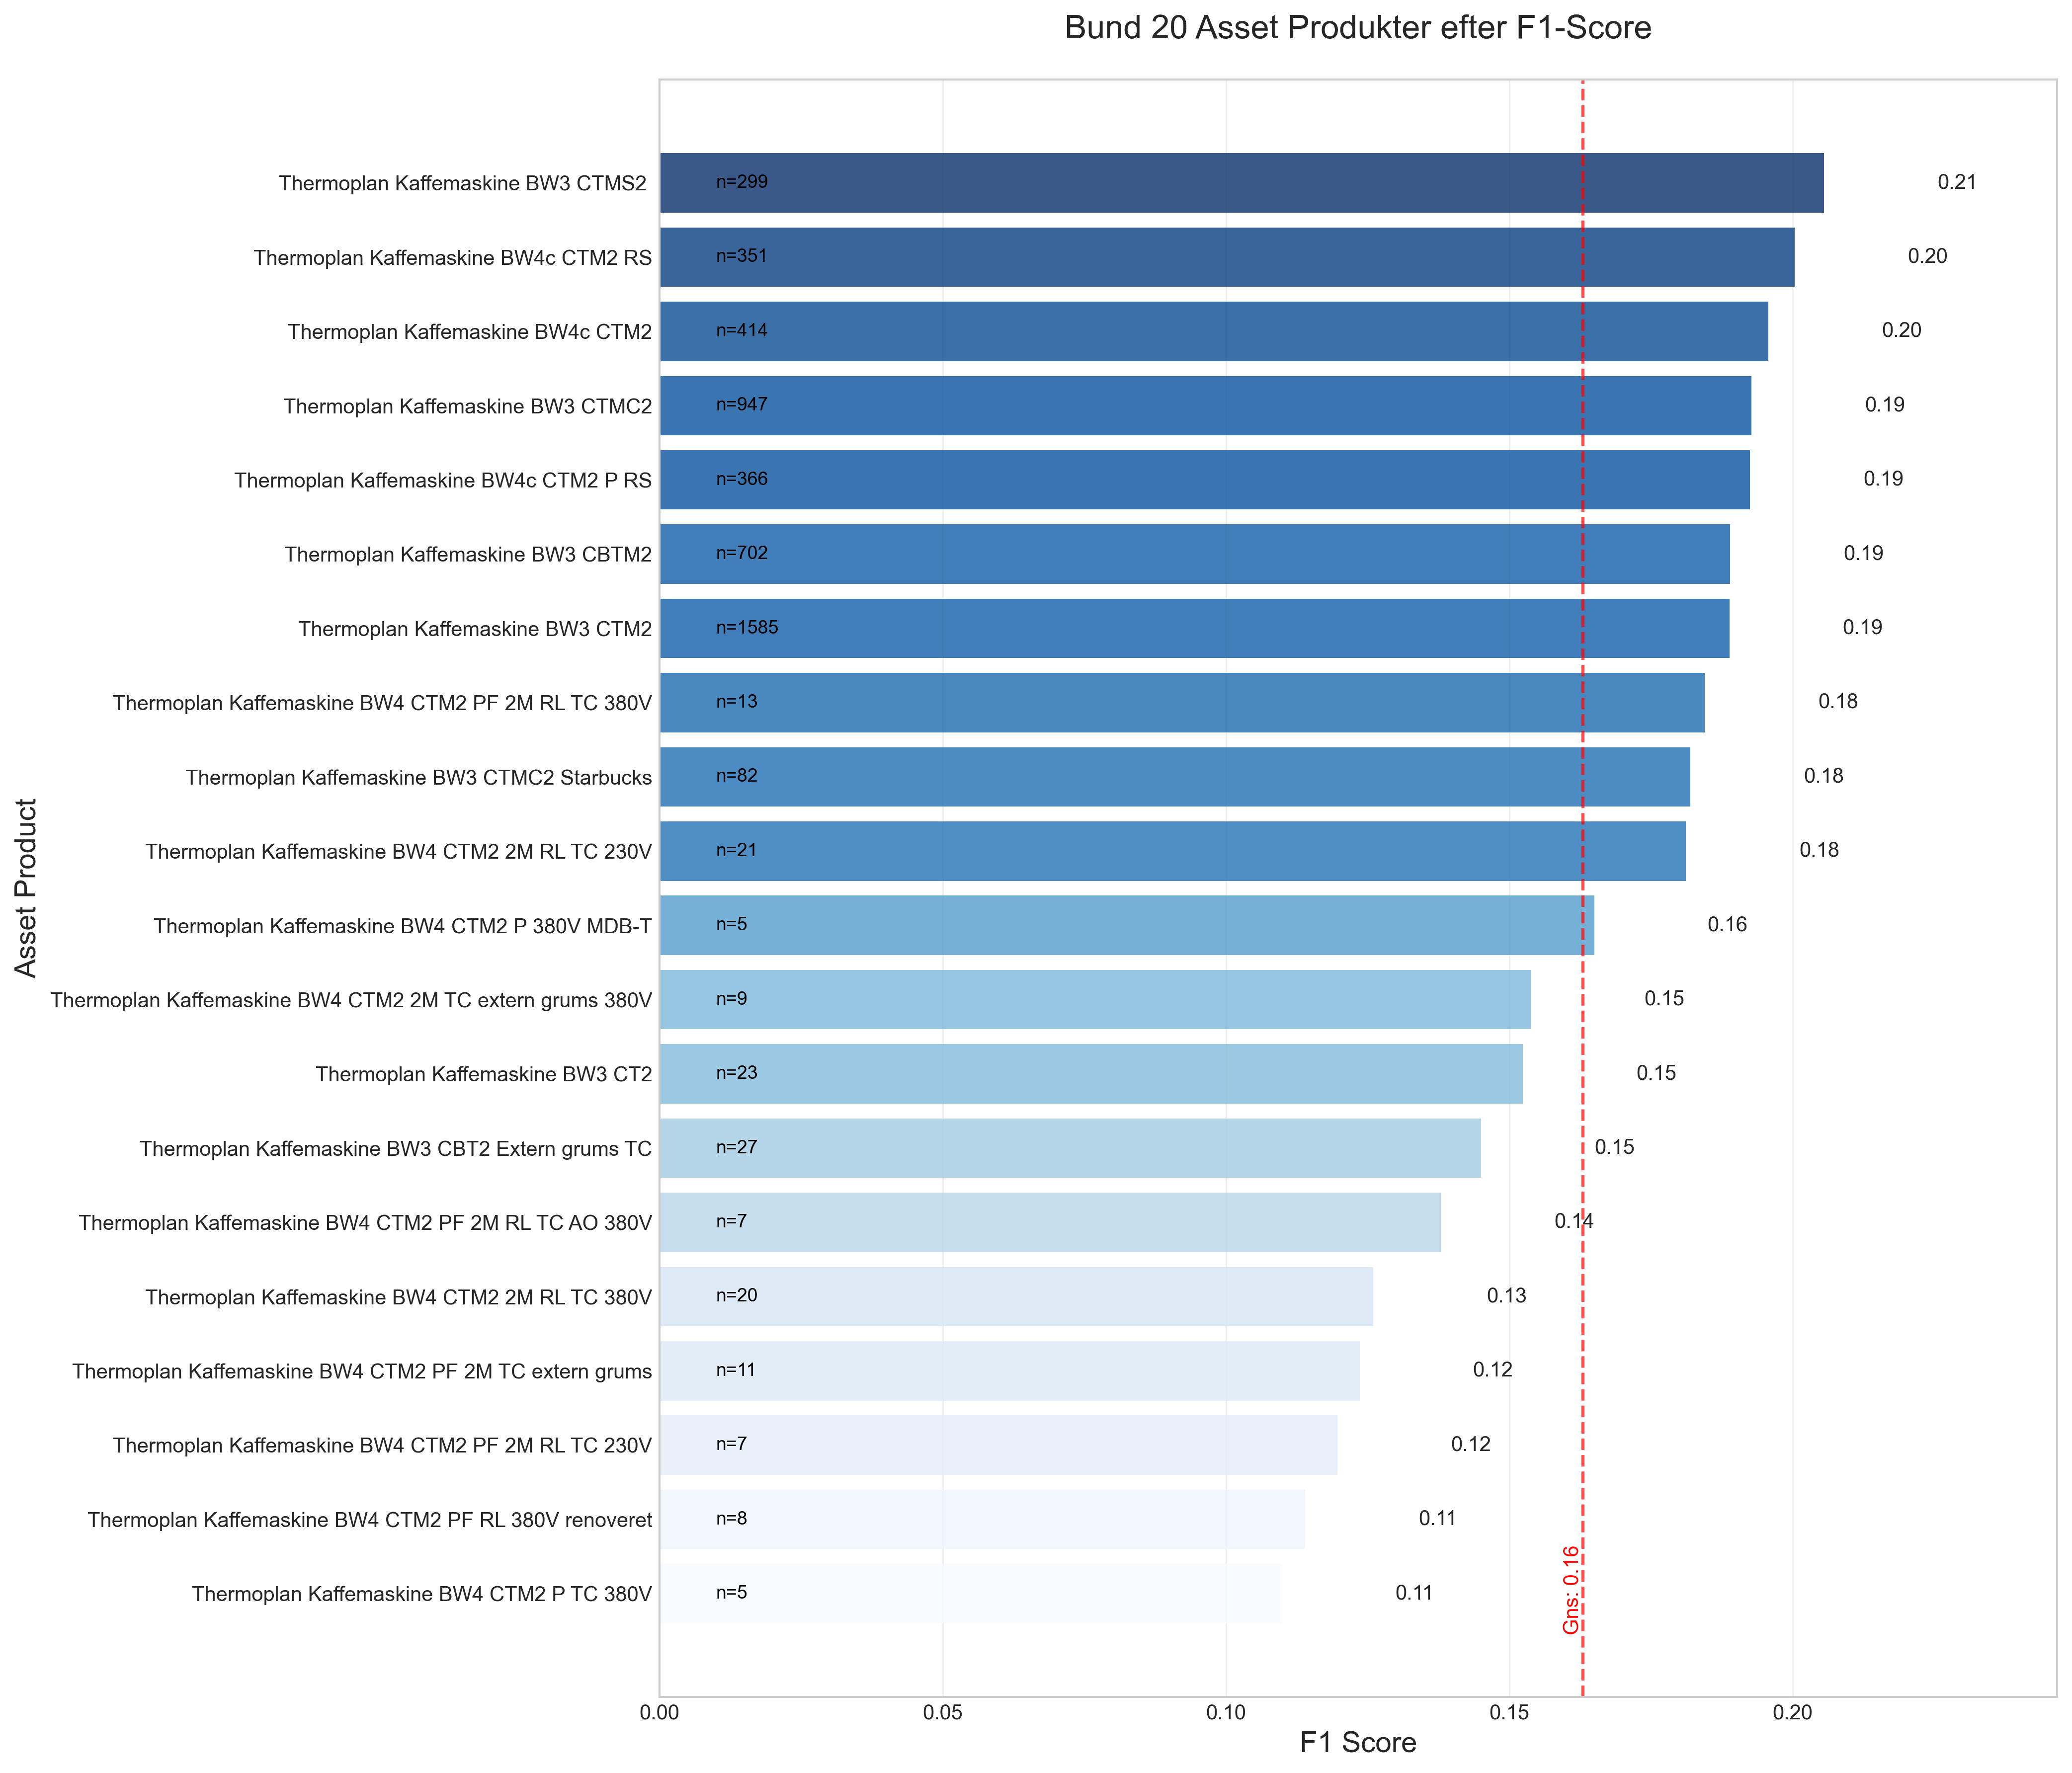 Bund 20 Asset Produkter efter F1-Score
Asset Product
Thermoplan Kaffemaskine BW3 CTMS2 n=299 0.21
Thermoplan Kaffemaskine BW4c CTM2 RS n=351 0.20
Thermoplan Kaffemaskine BW4c CTM2 n=414 0.20
Thermoplan Kaffemaskine BW3 CTMC2 n=947 0.19
Thermoplan Kaffemaskine BW4c CTM2 P RS n=366 0.19
Thermoplan Kaffemaskine BW3 CBTM2 n=702 0.19
Thermoplan Kaffemaskine BW3 CTM2 n=1585 0.19
Thermoplan Kaffemaskine BW4 CTM2 PF 2M RL TC 380V n=13 0.18
Thermoplan Kaffemaskine BW3 CTMC2 Starbucks n=82 0.18
Thermoplan Kaffemaskine BW4 CTM2 2M RL TC 230V n=21 0.18
Thermoplan Kaffemaskine BW4 CTM2 P 380V MDB-T n=5 0.16
Thermoplan Kaffemaskine BW4 CTM2 2M TC extern grums 380V n=9 0.15
Thermoplan Kaffemaskine BW3 CT2 n=23 0.15
Thermoplan Kaffemaskine BW3 CBT2 Extern grums TC n=27 0.15
Thermoplan Kaffemaskine BW4 CTM2 PF 2M RL TC AO 380V n=7 0.14
Thermoplan Kaffemaskine BW4 CTM2 2M RL TC 380V n=20 0.13
Thermoplan Kaffemaskine BW4 CTM2 PF 2M TC extern grums n=11 0.12
Thermoplan Kaffemaskine BW4 CTM2 PF 2M RL TC 230V n=7 0.12
Thermoplan Kaffemaskine BW4 CTM2 PF RL 380V renoveret n=8 0.11
Thermoplan Kaffemaskine BW4 CTM2 P TC 380V n=5 0.11
Gns: 0.16
0.00 0.05 0.10 0.15 0.20
F1 Score